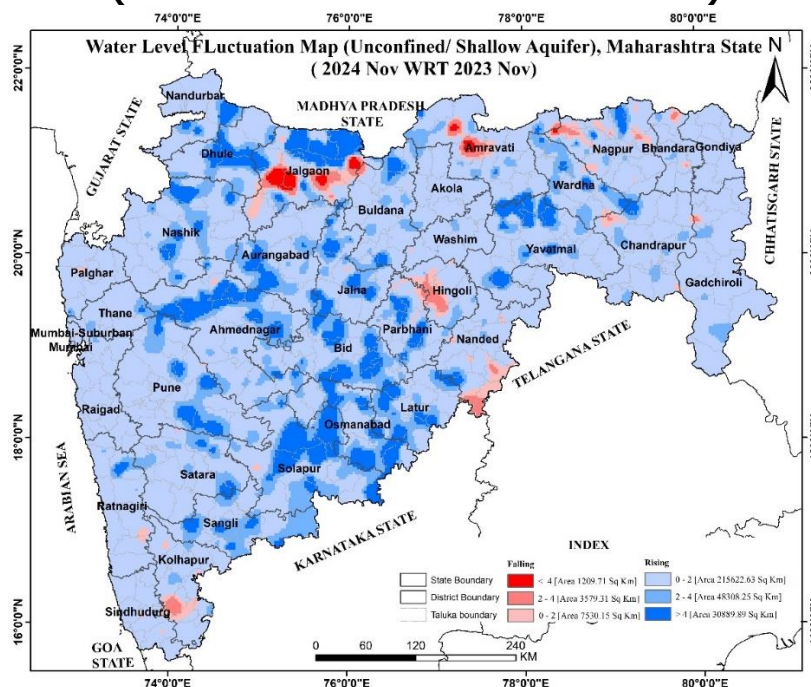 74°0'0"E 76°0'0"E 78°0'0"E 80°0'0"E
Water Level FLuctuation Map (Unconfined/ Shallow Aquifer), Maharashtra State
( 2024 Nov WRT 2023 Nov)
N
22°0'0"N
20°0'0"N
18°0'0"N
16°0'0"N
GUJARAT STATE
MADHYA PRADESH
STATE
CHHATISGARH STATE
TELANGANA STATE
KARNATAKA STATE
ARABIAN SEA
GOA
STATE
Nandurbar
Dhule
Jalgaon
Amravati
Nagpur
Bhandara
Gondiya
Akola
Wardha
Buldana
Nashik
Washim
Yavatmal
Chandrapur
Aurangabad
Palghar
Jalna
Hingoli
Gadchiroli
Thane
Mumbai-Suburban
Mumbai
Ahmednagar
Parbhani
Nanded
Bid
Pune
Raigad
Latur
Osmanabad
Solapur
Satara
Ratnagiri
Sangli
Kolhapur
Sindhudurg
INDEX
State Boundary
District Boundary
Taluka boundary
Falling
< 4 [Area 1209.71 Sq Km]
2 - 4 [Area 3579.31 Sq Km]
0 - 2 [Area 7530.15 Sq Km]
Rising
0 - 2 [Area 215622.63 Sq Km]
2 - 4 [Area 48308.25 Sq Km]
>4 [Area 30889.89 Sq Km]
0 60 120 240
KM
74°0'0"E 76°0'0"E 78°0'0"E 80°0'0"E